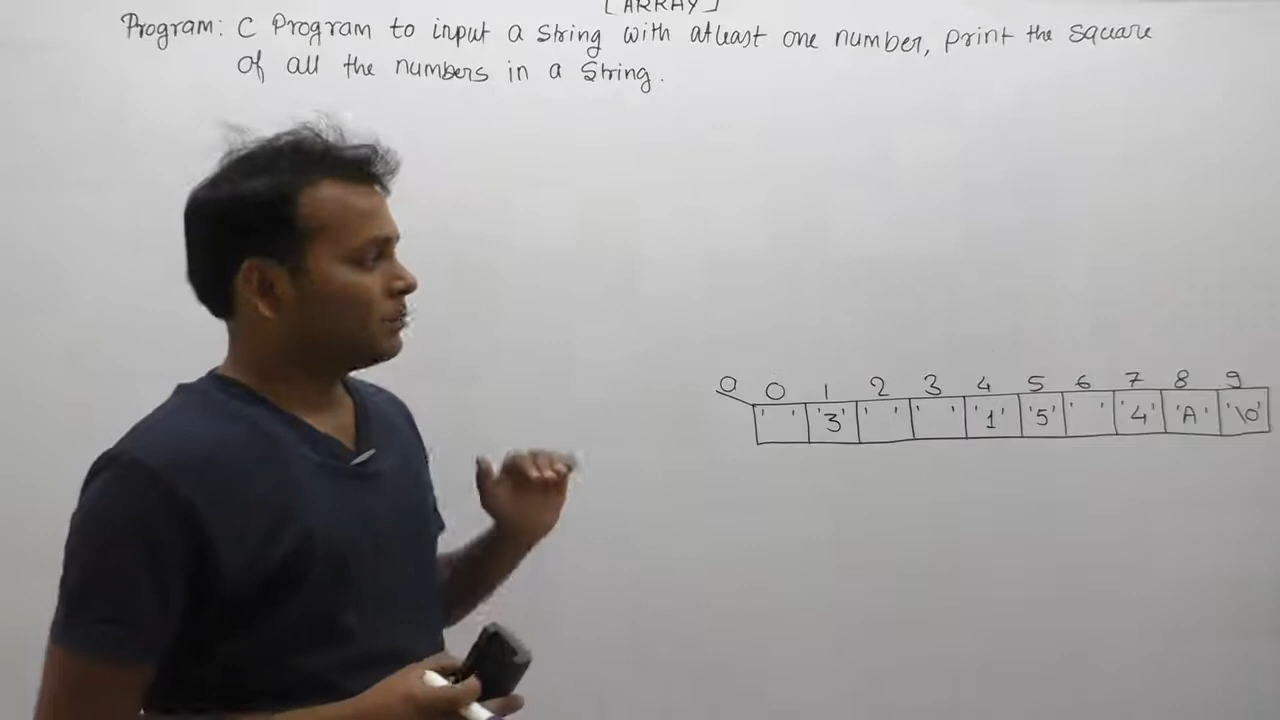 [ARRAY]
Program: C Program to input a string with atleast one number, print the square
of all the numbers in a string.
a 0 1 2 3 4 5 6 7 8 9
' ' '3' ' ' ' ' '1' '5' ' ' '4' 'A' '\0'